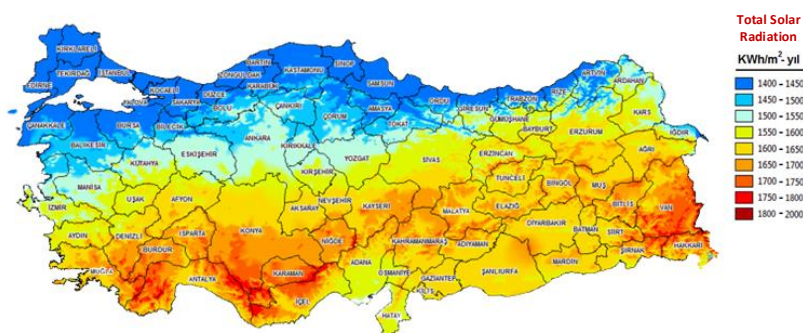 Total Solar
Radiation
KWh/m²- yıl
1400 - 1450
1450 - 1500
1500 - 1550
1550 - 1600
1600 - 1650
1650 - 1700
1700 - 1750
1750 - 1800
1800 - 2000
KIRKLARELİ
EDİRNE
TEKİRDAĞ
İSTANBUL
KOCAELİ
YALOVA
SAKARYA
DÜZCE
BOLU
ZONGULDAK
BARTIN
KARABÜK
KASTAMONU
SİNOP
SAMSUN
ÇANKIRI
ÇORUM
AMASYA
TOKAT
ORDU
GİRESUN
TRABZON
RİZE
ARTVİN
ARDAHAN
KARS
IĞDIR
GÜMÜŞHANE
BAYBURT
ERZURUM
AĞRI
ÇANAKKALE
BALIKESİR
BURSA
BİLECİK
ESKİŞEHİR
KÜTAHYA
ANKARA
KIRIKKALE
KIRŞEHİR
YOZGAT
SİVAS
ERZİNCAN
TUNCELİ
BİNGÖL
MUŞ
BİTLİS
VAN
HAKKARİ
MANİSA
İZMİR
UŞAK
AFYON
AYDIN
DENİZLİ
BURDUR
ISPARTA
MUĞLA
ANTALYA
KONYA
AKSARAY
NEVŞEHİR
NİĞDE
KAYSERİ
KARAMAN
İÇEL
ADANA
OSMANİYE
HATAY
KAHRAMANMARAŞ
MALATYA
ELAZIĞ
ADIYAMAN
GAZİANTEP
KİLİS
ŞANLIURFA
DİYARBAKIR
MARDİN
BATMAN
SİİRT
ŞIRNAK